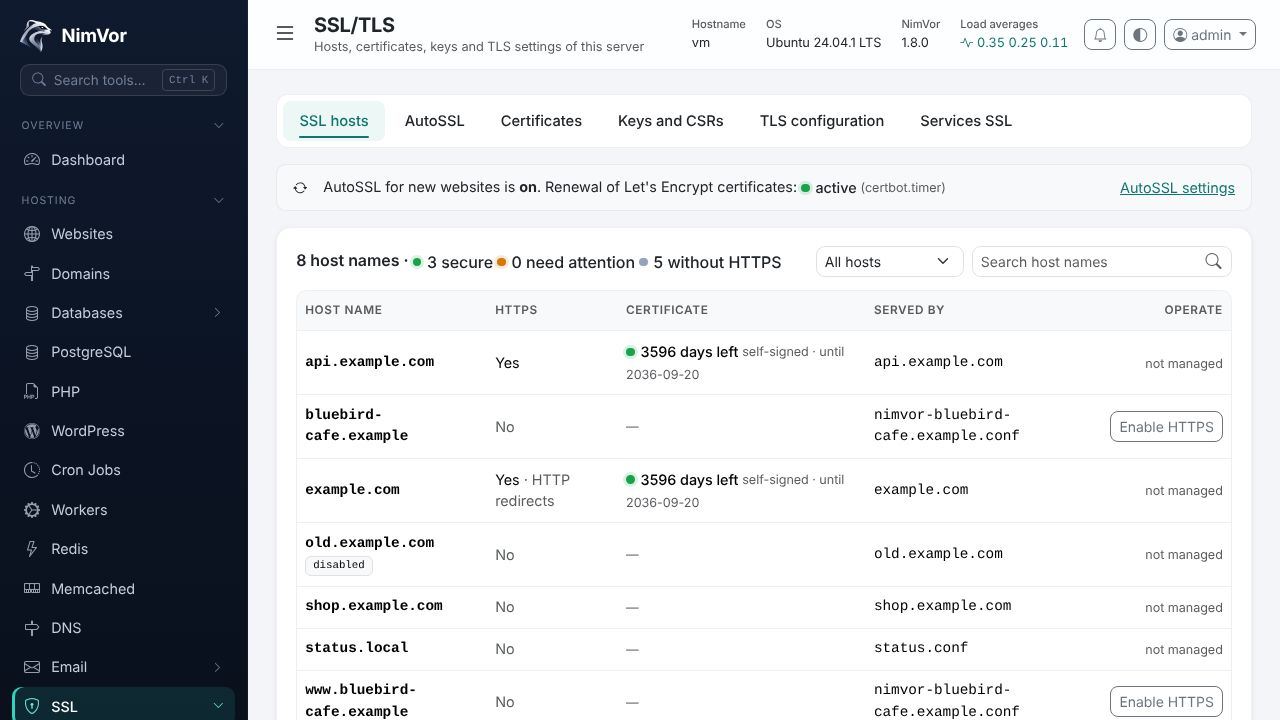 NimVor
Search tools... Ctrl K
OVERVIEW
Dashboard
HOSTING
Websites
Domains
Databases
PostgreSQL
PHP
WordPress
Cron Jobs
Workers
Redis
Memcached
DNS
Email
SSL
SSL/TLS
Hosts, certificates, keys and TLS settings of this server
Hostname
vm
OS
Ubuntu 24.04.1 LTS
NimVor
1.8.0
Load averages
0.35 0.25 0.11
admin
SSL hosts AutoSSL Certificates Keys and CSRs TLS configuration Services SSL
AutoSSL for new websites is on. Renewal of Let's Encrypt certificates: active (certbot.timer) AutoSSL settings
8 host names · 3 secure 0 need attention 5 without HTTPS All hosts Search host names
HOST NAME HTTPS CERTIFICATE SERVED BY OPERATE
api.example.com Yes 3596 days left self-signed · until 2036-09-20 api.example.com not managed
bluebird-cafe.example No — nimvor-bluebird-cafe.example.conf Enable HTTPS
example.com Yes · HTTP redirects 3596 days left self-signed · until 2036-09-20 example.com not managed
old.example.com disabled No — old.example.com not managed
shop.example.com No — shop.example.com not managed
status.local No — status.conf not managed
www.bluebird-cafe.example No — nimvor-bluebird-cafe.example.conf Enable HTTPS